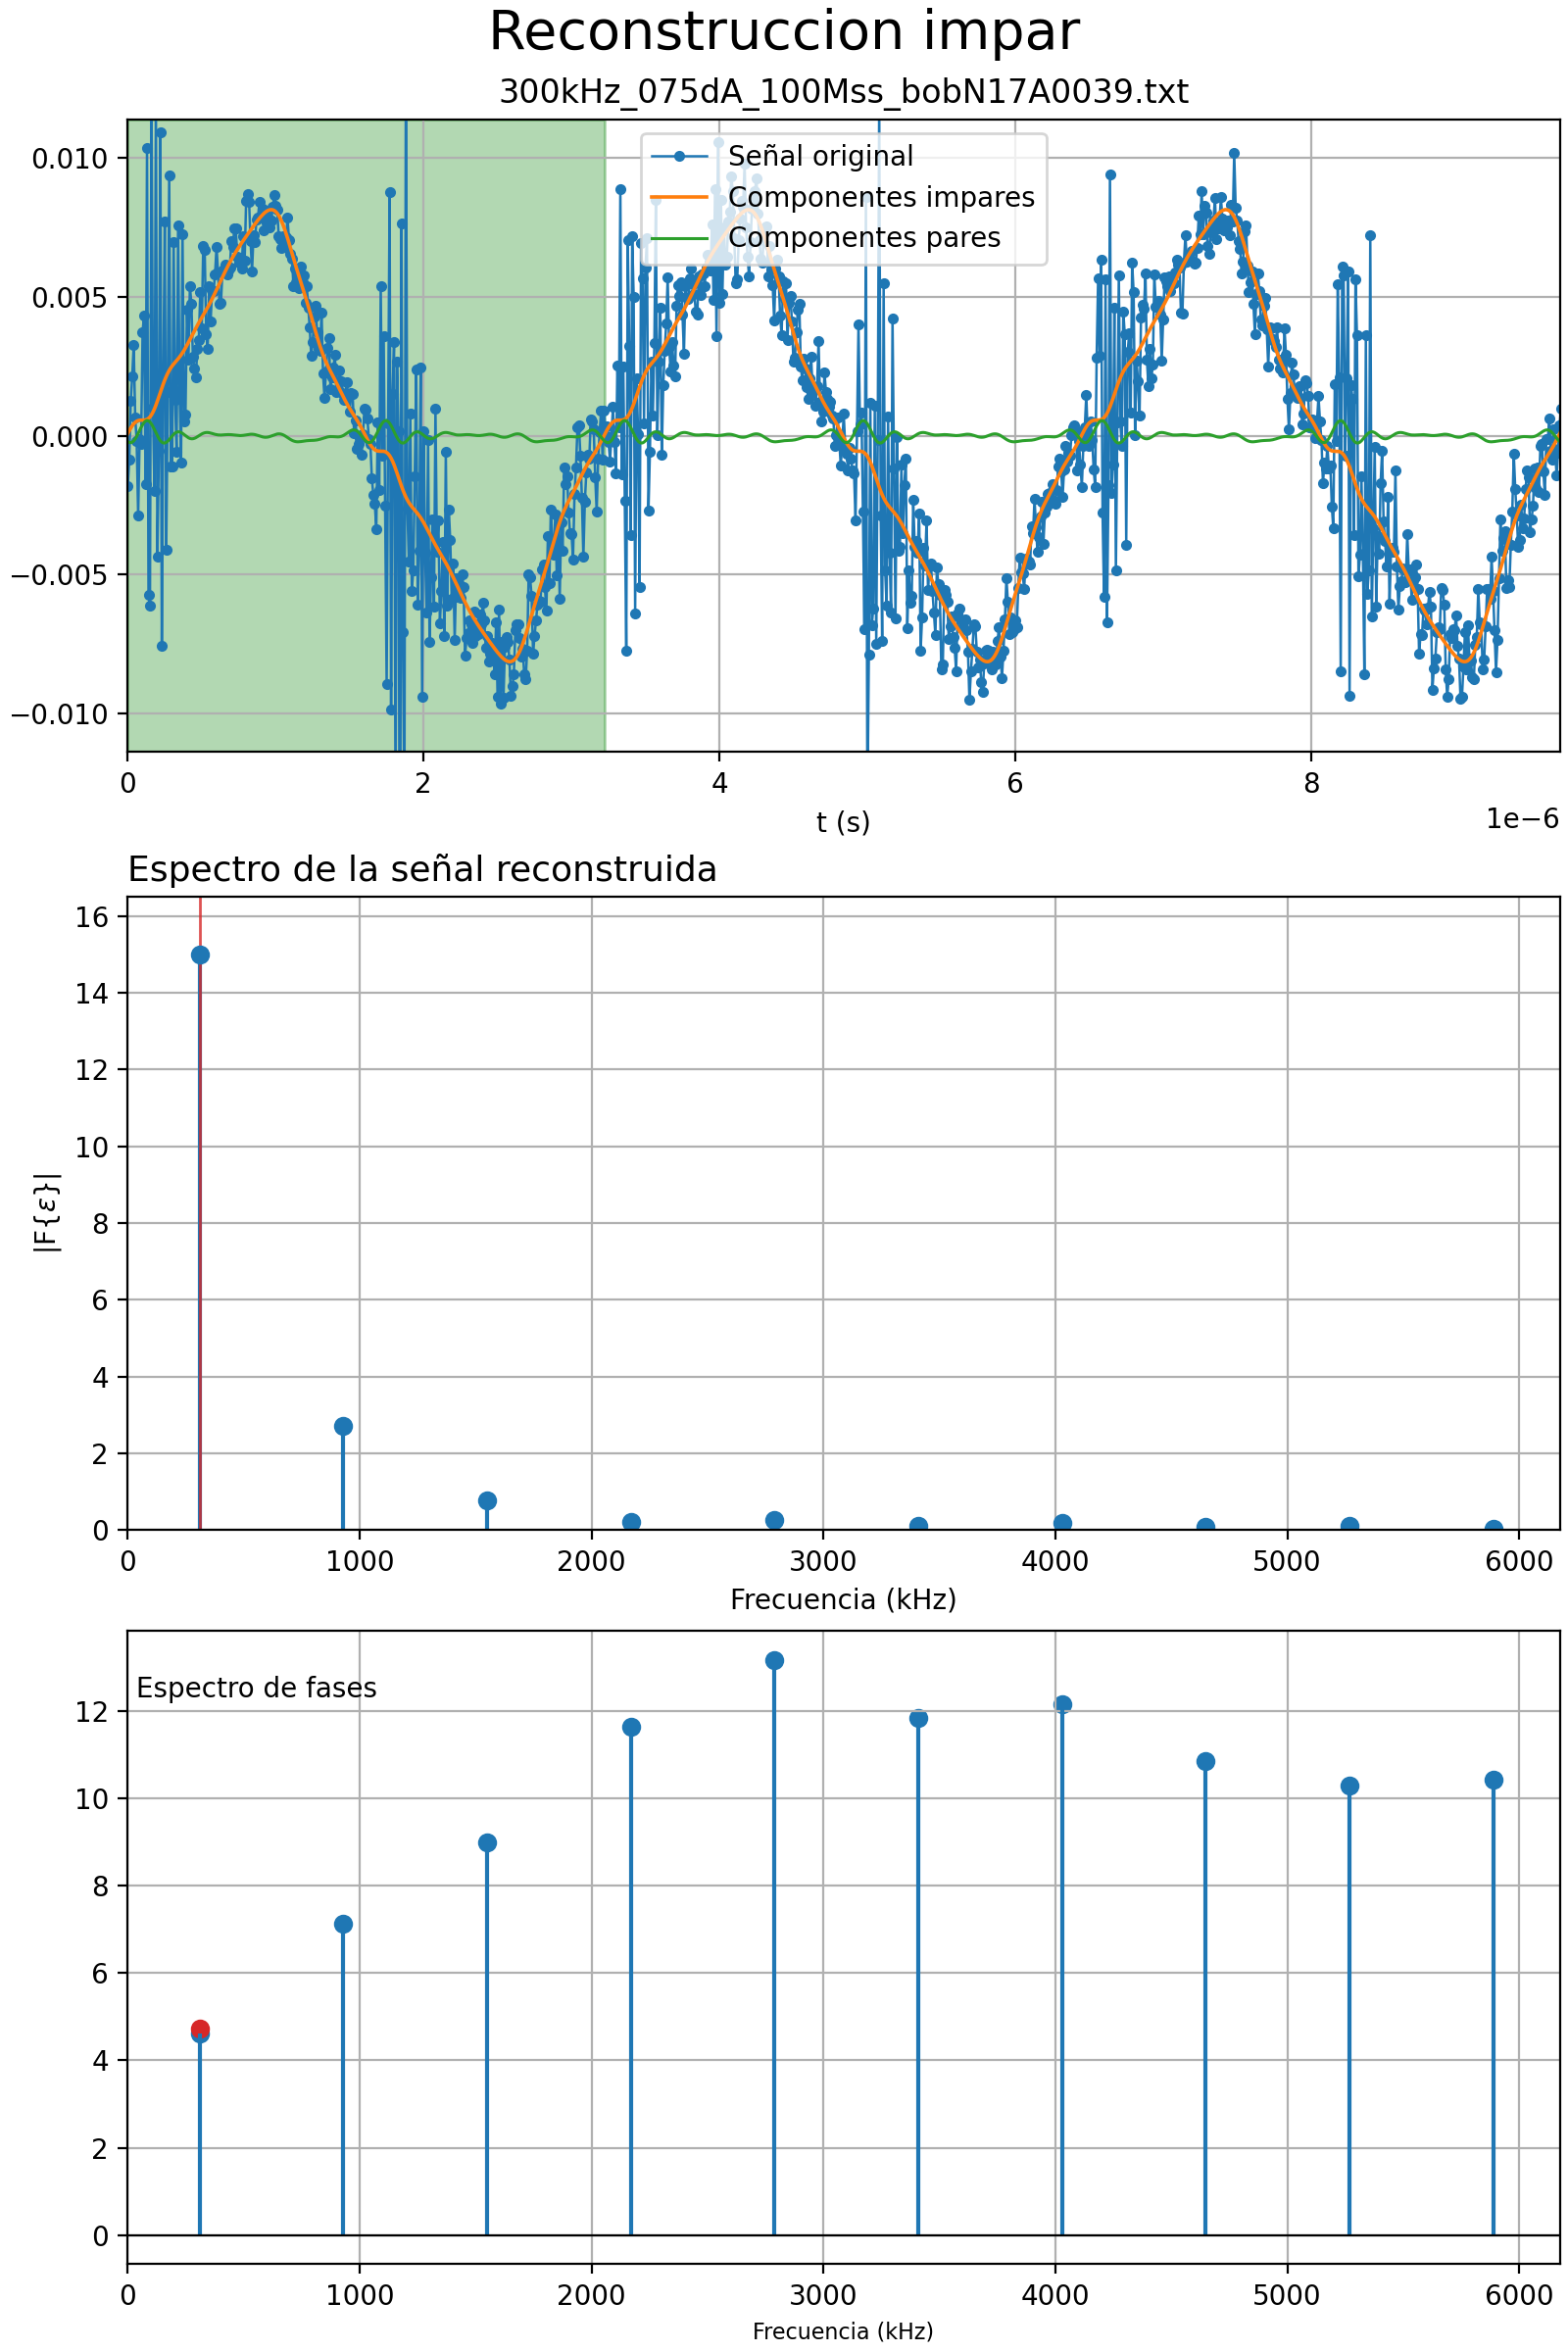 Reconstruccion impar
300kHz_075dA_100Mss_bobN17A0039.txt
0.010
0.005
0.000
−0.005
−0.010
Señal original
Componentes impares
Componentes pares
0 2 4 6 8
1e−6
t (s)
Espectro de la señal reconstruida
16
14
12
10
8
6
4
2
0
|F{ε}|
0 1000 2000 3000 4000 5000 6000
Frecuencia (kHz)
Espectro de fases
12
10
8
6
4
2
0
0 1000 2000 3000 4000 5000 6000
Frecuencia (kHz)